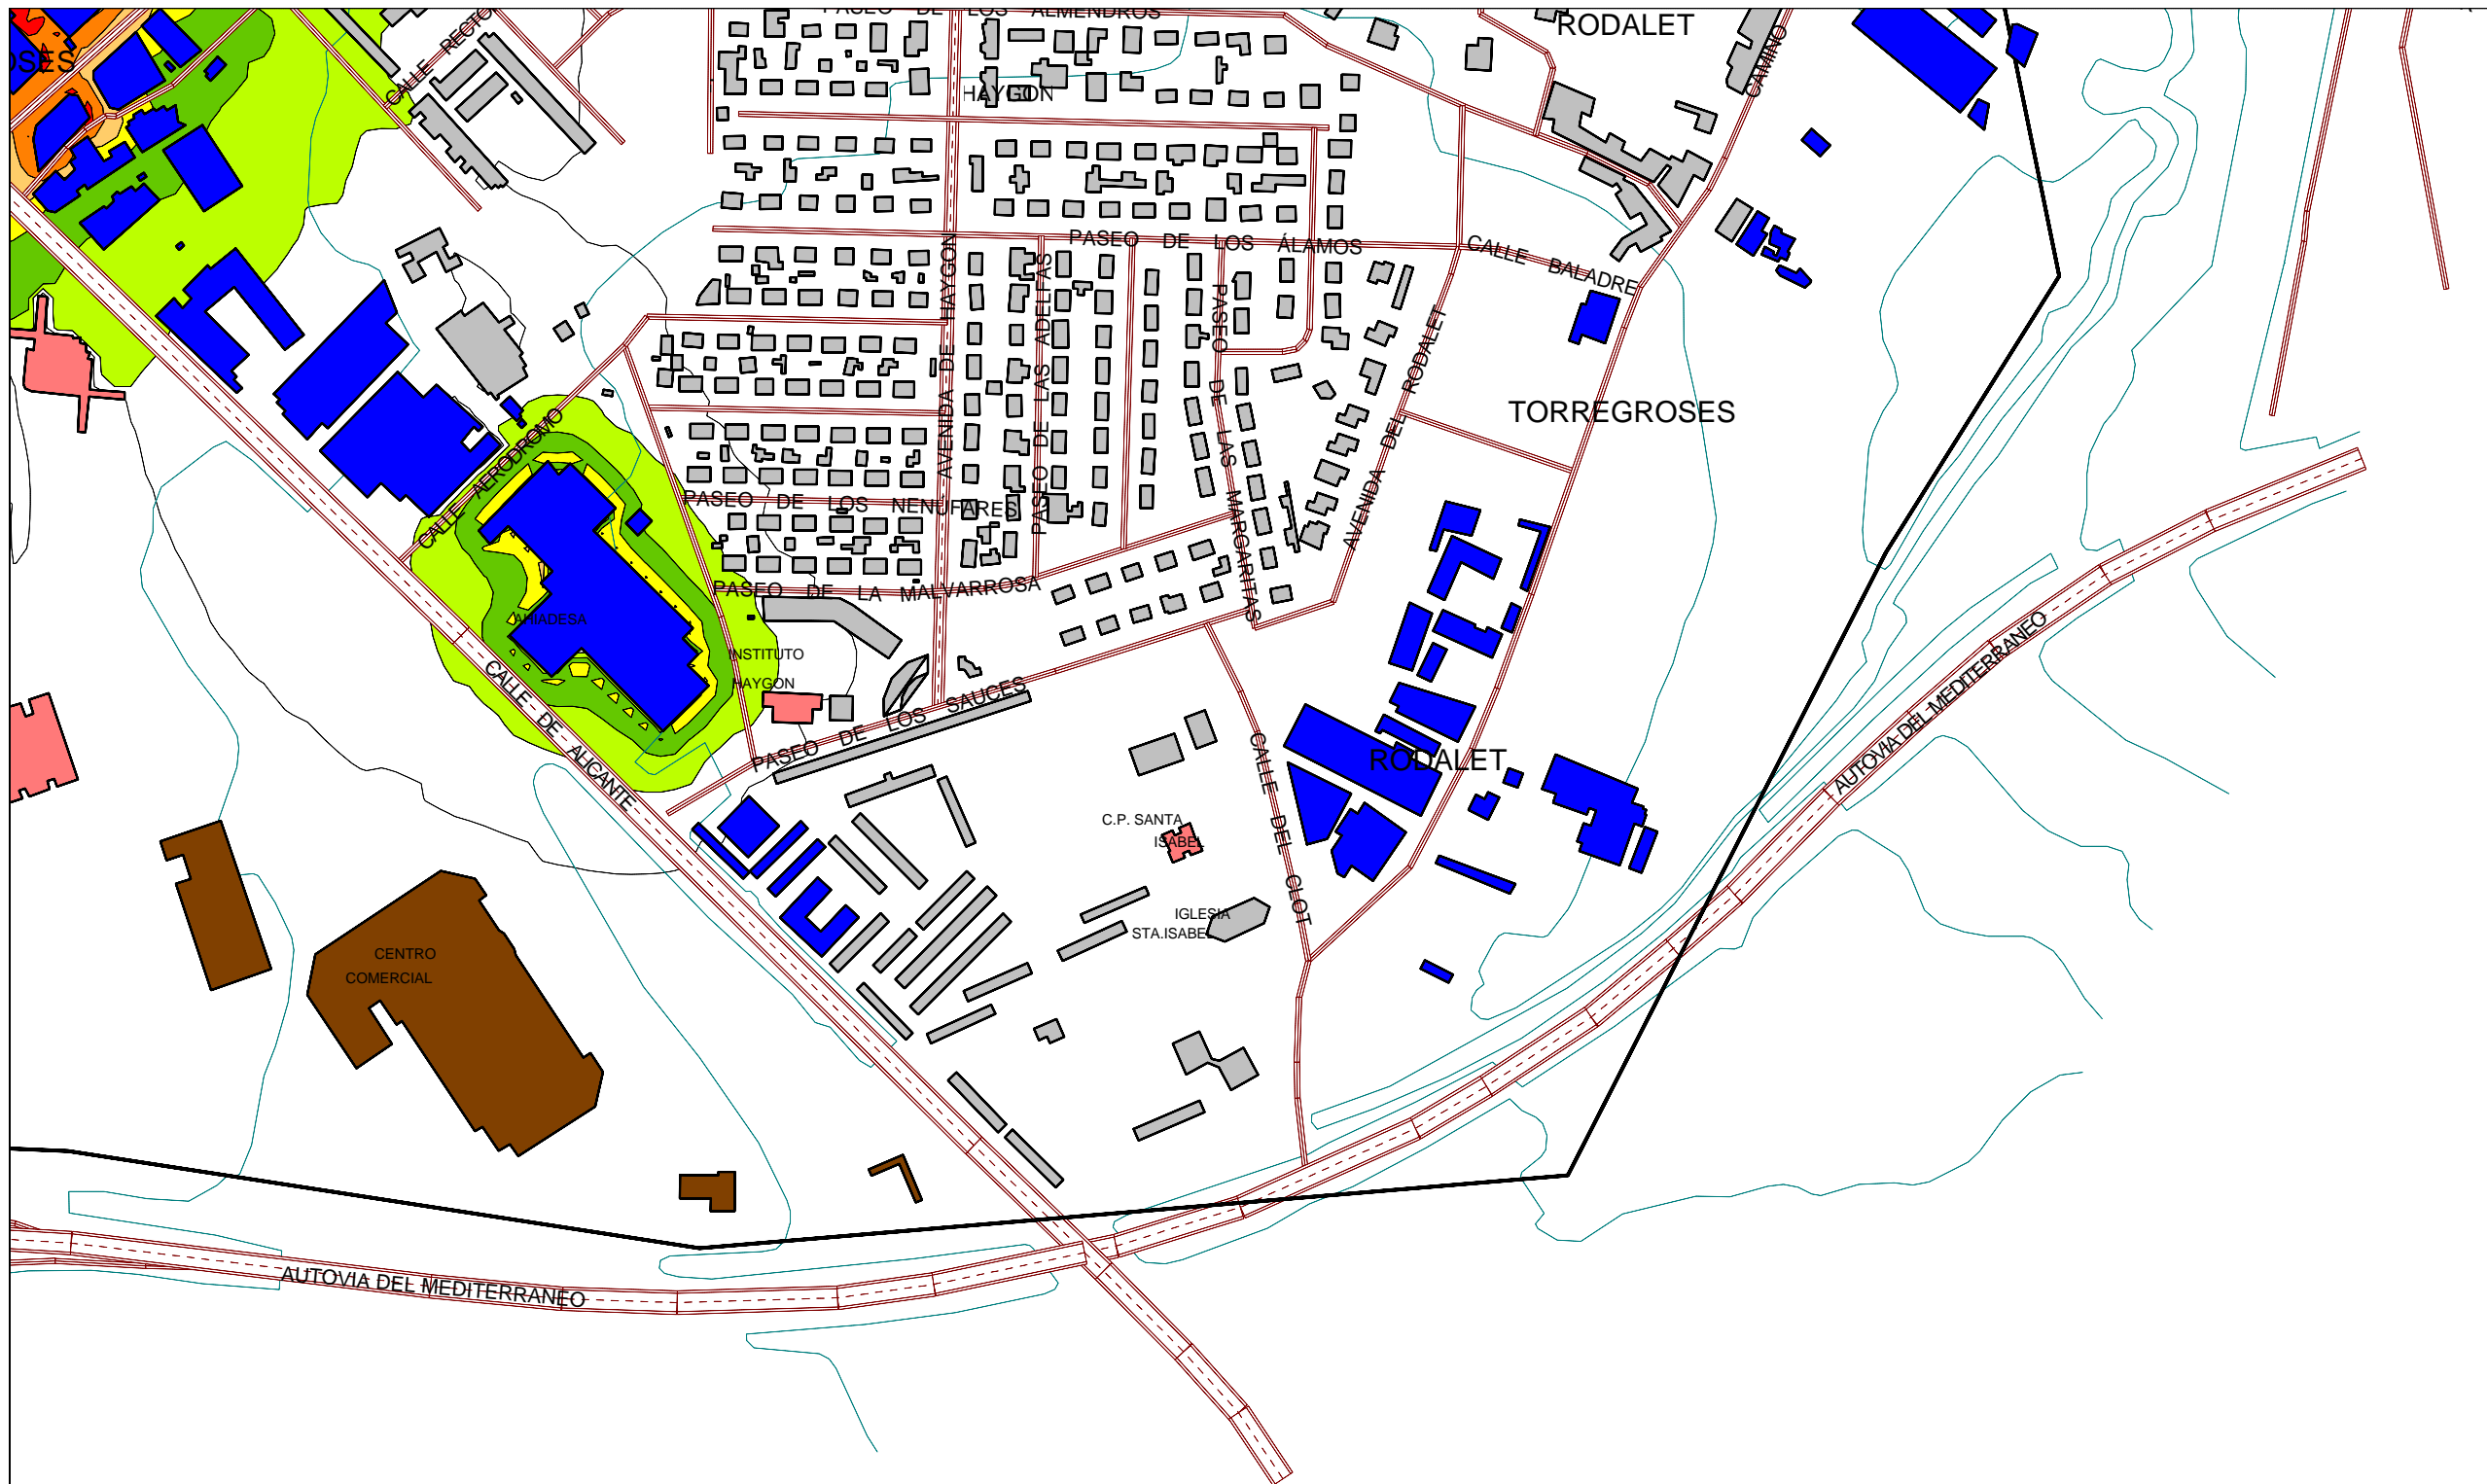 PASEO DE LOS ALMENDROS
RODALET
OSES
CALLE RECTO
CAMINO
HAYGON
PASEO DE LOS ÁLAMOS
CALLE BALADRE
AVENIDA DE HAYGON
PASEO DE LAS ADELFAS
PASEO DE LAS MARGARITAS
AVENIDA DEL RODALET
TORREGROSES
CALLE AERODROMO
PASEO DE LOS NENUFARES
PASEO DE LA MALVARROSA
AHIADESA
INSTITUTO
HAYGON
CALLE DE ALICANTE
PASEO DE LOS SAUCES
AUTOVIA DEL MEDITERRANEO
RODALET
CALLE DEL CLOT
C.P. SANTA
ISABEL
IGLESIA
STA.ISABEL
CENTRO
COMERCIAL
AUTOVIA DEL MEDITERRANEO